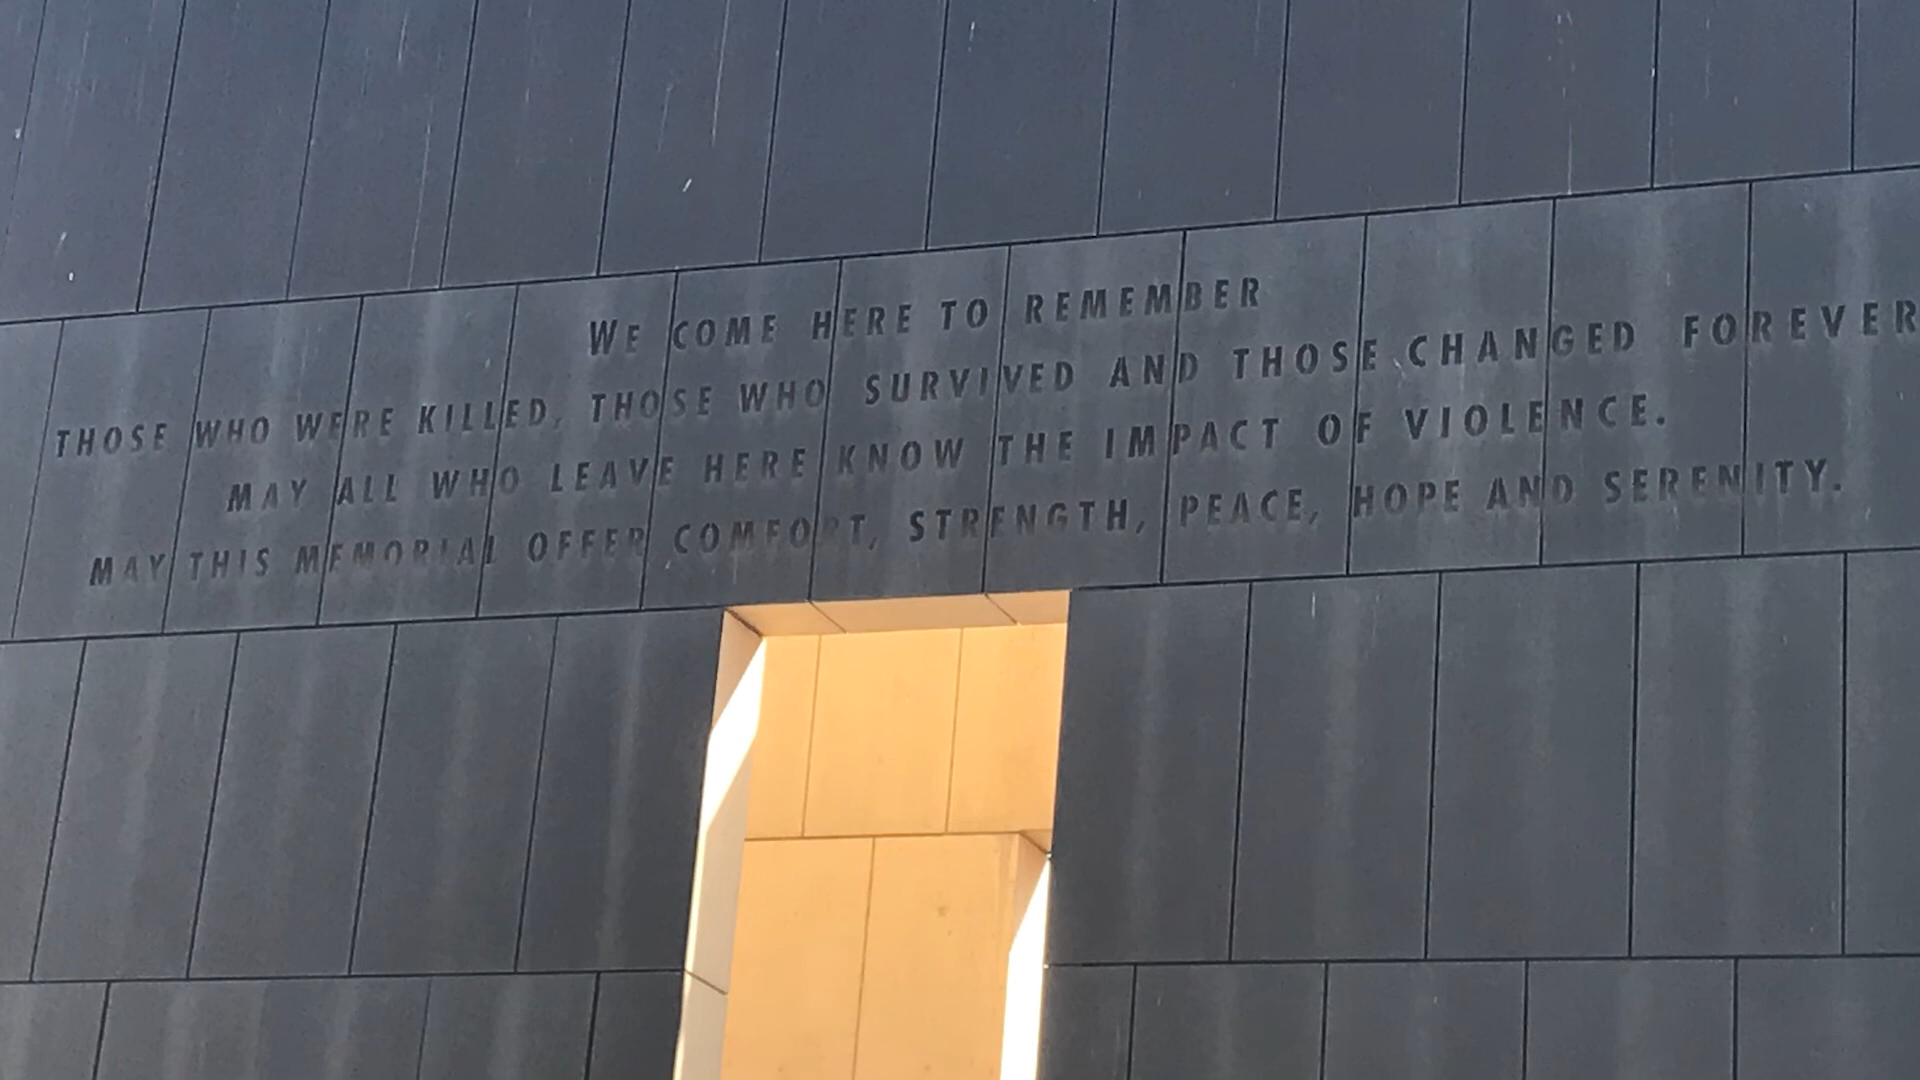 WE COME HERE TO REMEMBER
THOSE WHO WERE KILLED, THOSE WHO SURVIVED AND THOSE CHANGED FOREVER
MAY ALL WHO LEAVE HERE KNOW THE IMPACT OF VIOLENCE.
MAY THIS MEMORIAL OFFER COMFORT, STRENGTH, PEACE, HOPE AND SERENITY.